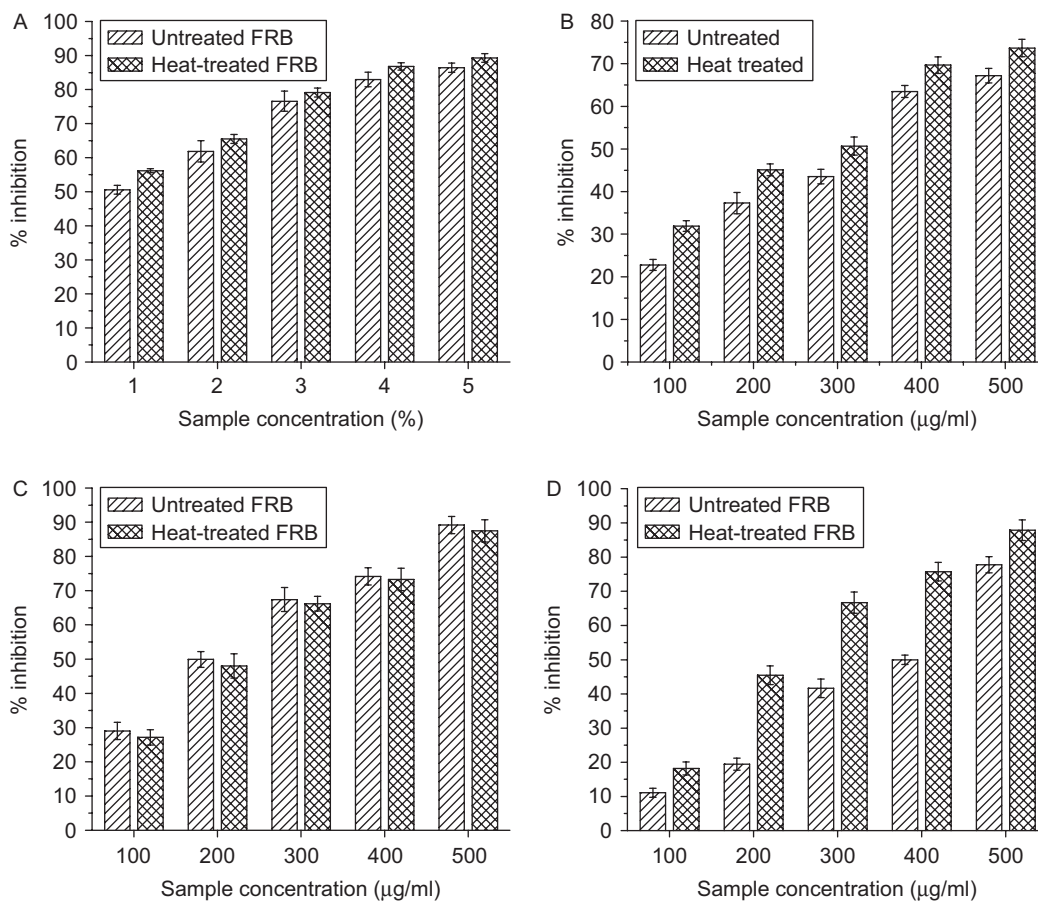 A
100
90
80
70
60
50
40
30
20
10
0
% inhibition
Untreated FRB
Heat-treated FRB
1 2 3 4 5
Sample concentration (%)
B
80
70
60
50
40
30
20
10
0
% inhibition
Untreated
Heat treated
100 200 300 400 500
Sample concentration (μg/ml)
C
100
90
80
70
60
50
40
30
20
10
0
% inhibition
Untreated FRB
Heat-treated FRB
100 200 300 400 500
Sample concentration (μg/ml)
D
100
90
80
70
60
50
40
30
20
10
0
% inhibition
Untreated FRB
Heat-treated FRB
100 200 300 400 500
Sample concentration (μg/ml)